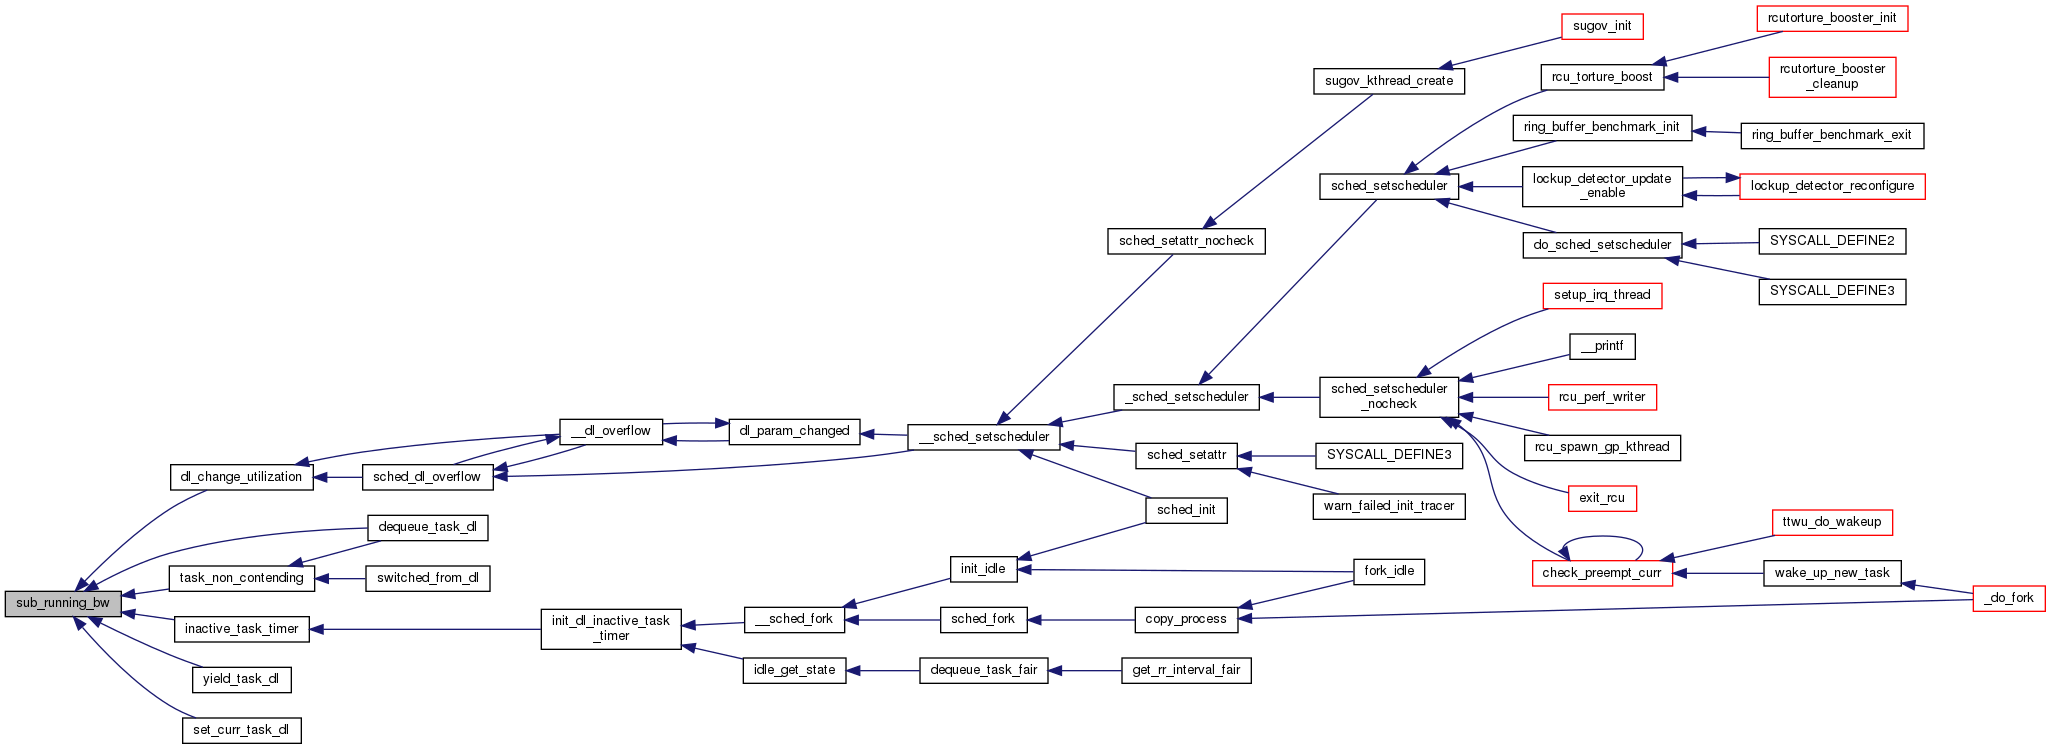 sub_running_bw
dl_change_utilization
dequeue_task_dl
task_non_contending
inactive_task_timer
yield_task_dl
set_curr_task_dl
sched_dl_overflow
switched_from_dl
__dl_overflow
dl_param_changed
init_dl_inactive_task
_timer
__sched_fork
idle_get_state
__sched_setscheduler
init_idle
sched_fork
dequeue_task_fair
sched_setattr_nocheck
_sched_setscheduler
sched_setattr
sched_init
copy_process
get_rr_interval_fair
sugov_kthread_create
sched_setscheduler
sched_setscheduler
_nocheck
SYSCALL_DEFINE3
warn_failed_init_tracer
fork_idle
sugov_init
rcu_torture_boost
ring_buffer_benchmark_init
lockup_detector_update
_enable
do_sched_setscheduler
setup_irq_thread
__printf
rcu_perf_writer
rcu_spawn_gp_kthread
exit_rcu
check_preempt_curr
rcutorture_booster_init
rcutorture_booster
_cleanup
ring_buffer_benchmark_exit
lockup_detector_reconfigure
SYSCALL_DEFINE2
SYSCALL_DEFINE3
ttwu_do_wakeup
wake_up_new_task
_do_fork